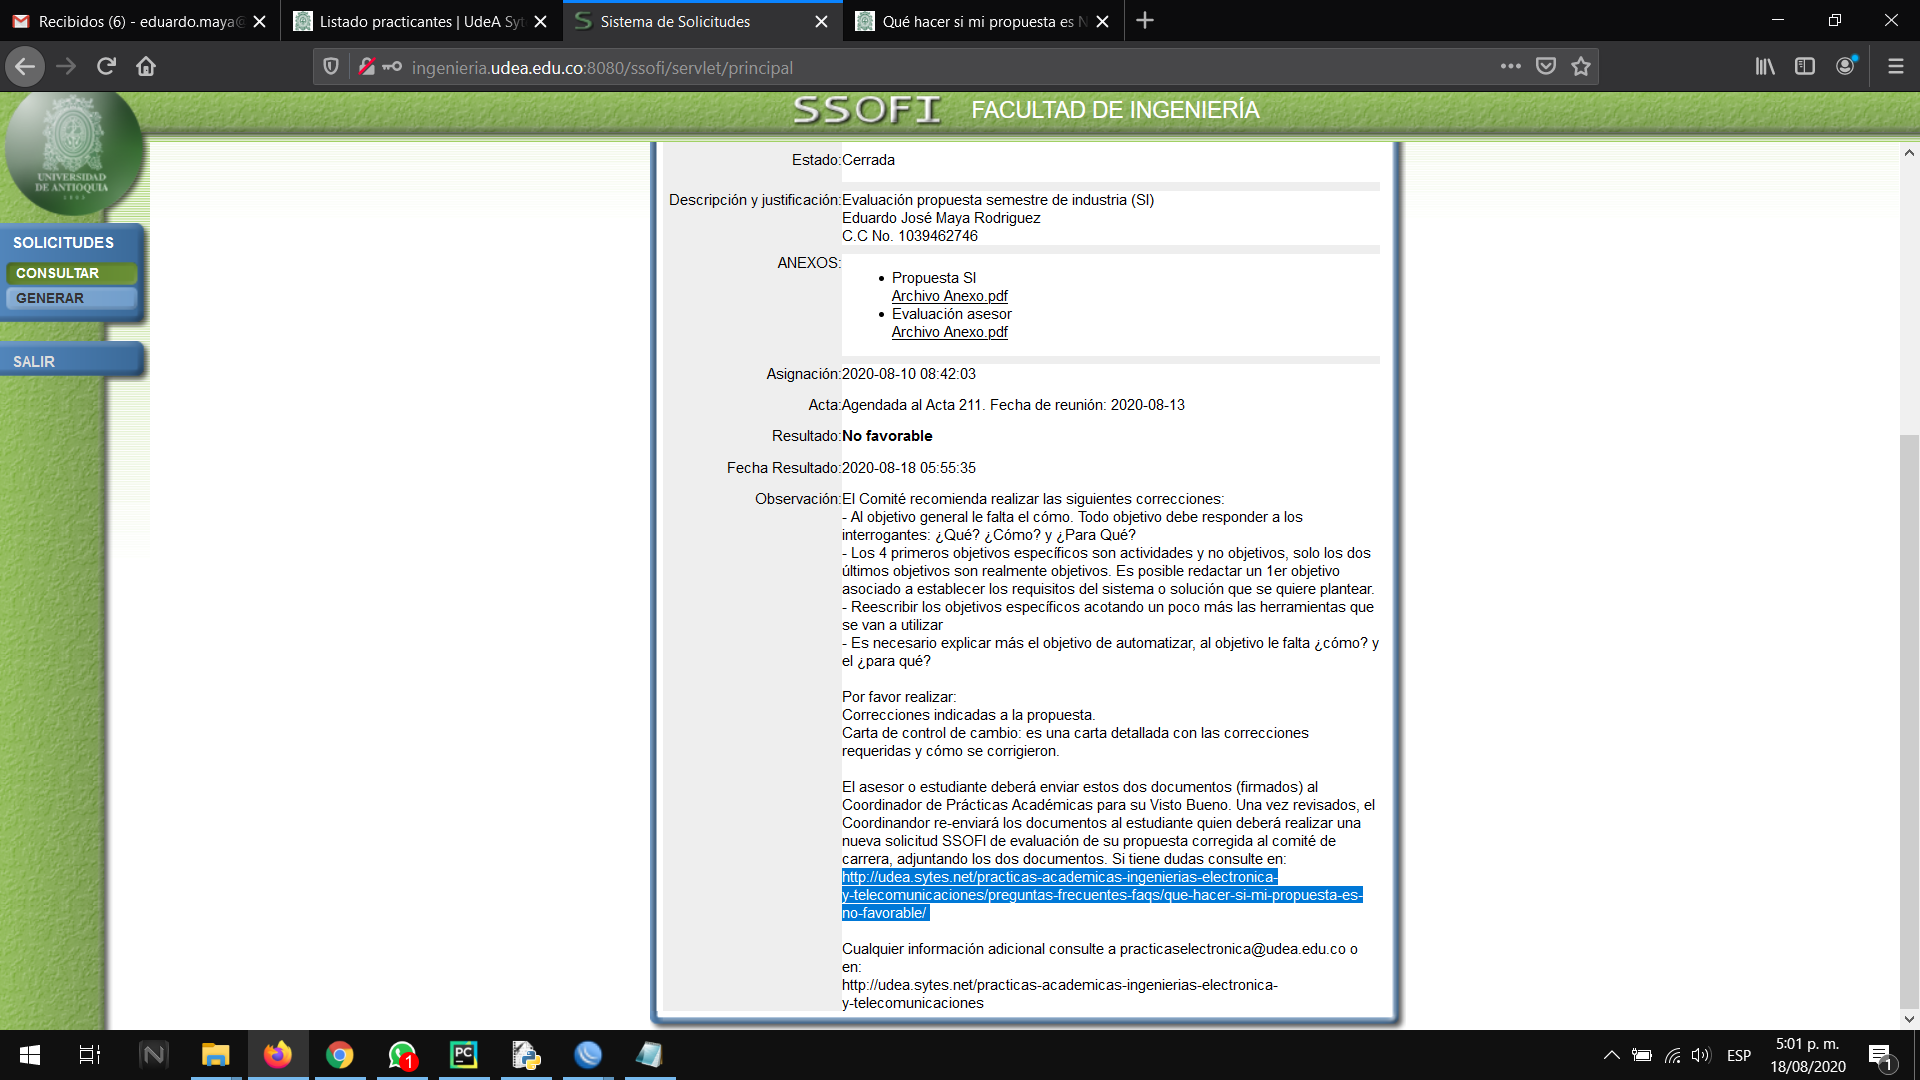 Recibidos (6) - eduardo.maya@
Listado practicantes | UdeA Syt
Sistema de Solicitudes
Qué hacer si mi propuesta es N
ingenieria.udea.edu.co:8080/ssofi/servlet/principal
SSOFI FACULTAD DE INGENIERÍA
UNIVERSIDAD
DE ANTIOQUIA
1803
SOLICITUDES
CONSULTAR
GENERAR
SALIR
Estado:Cerrada
Descripción y justificación:Evaluación propuesta semestre de industria (SI)
Eduardo José Maya Rodriguez
C.C No. 1039462746
ANEXOS:
• Propuesta SI
Archivo Anexo.pdf
• Evaluación asesor
Archivo Anexo.pdf
Asignación:2020-08-10 08:42:03
Acta:Agendada al Acta 211. Fecha de reunión: 2020-08-13
Resultado:No favorable
Fecha Resultado:2020-08-18 05:55:35
Observación:El Comité recomienda realizar las siguientes correcciones:
- Al objetivo general le falta el cómo. Todo objetivo debe responder a los
interrogantes: ¿Qué? ¿Cómo? y ¿Para Qué?
- Los 4 primeros objetivos específicos son actividades y no objetivos, solo los dos
últimos objetivos son realmente objetivos. Es posible redactar un 1er objetivo
asociado a establecer los requisitos del sistema o solución que se quiere plantear.
- Reescribir los objetivos específicos acotando un poco más las herramientas que
se van a utilizar
- Es necesario explicar más el objetivo de automatizar, al objetivo le falta ¿cómo? y
el ¿para qué?
Por favor realizar:
Correcciones indicadas a la propuesta.
Carta de control de cambio: es una carta detallada con las correcciones
requeridas y cómo se corrigieron.
El asesor o estudiante deberá enviar estos dos documentos (firmados) al
Coordinador de Prácticas Académicas para su Visto Bueno. Una vez revisados, el
Coordinandor re-enviará los documentos al estudiante quien deberá realizar una
nueva solicitud SSOFI de evaluación de su propuesta corregida al comité de
carrera, adjuntando los dos documentos. Si tiene dudas consulte en:
http://udea.sytes.net/practicas-academicas-ingenierias-electronica-
y-telecomunicaciones/preguntas-frecuentes-faqs/que-hacer-si-mi-propuesta-es-
no-favorable/
Cualquier información adicional consulte a practicaselectronica@udea.edu.co o
en:
http://udea.sytes.net/practicas-academicas-ingenierias-electronica-
y-telecomunicaciones
1
PC
ESP
5:01 p. m.
18/08/2020
1